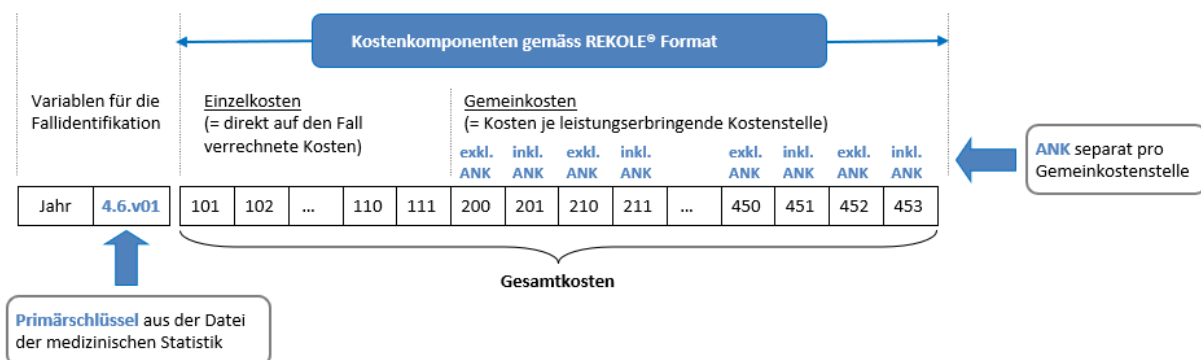 Kostenkomponenten gemäss REKOLE® Format
Variablen für die
Fallidentifikation
Einzelkosten
(= direkt auf den Fall
verrechnete Kosten)
Gemeinkosten
(= Kosten je leistungserbringende Kostenstelle)
exkl. inkl. exkl. inkl. exkl. inkl. exkl. inkl.
ANK ANK ANK ANK ANK ANK ANK ANK
ANK separat pro
Gemeinkostenstelle
Jahr 4.6.v01 101 102 ... 110 111 200 201 210 211 ... 450 451 452 453
Gesamtkosten
Primärschlüssel aus der Datei
der medizinischen Statistik